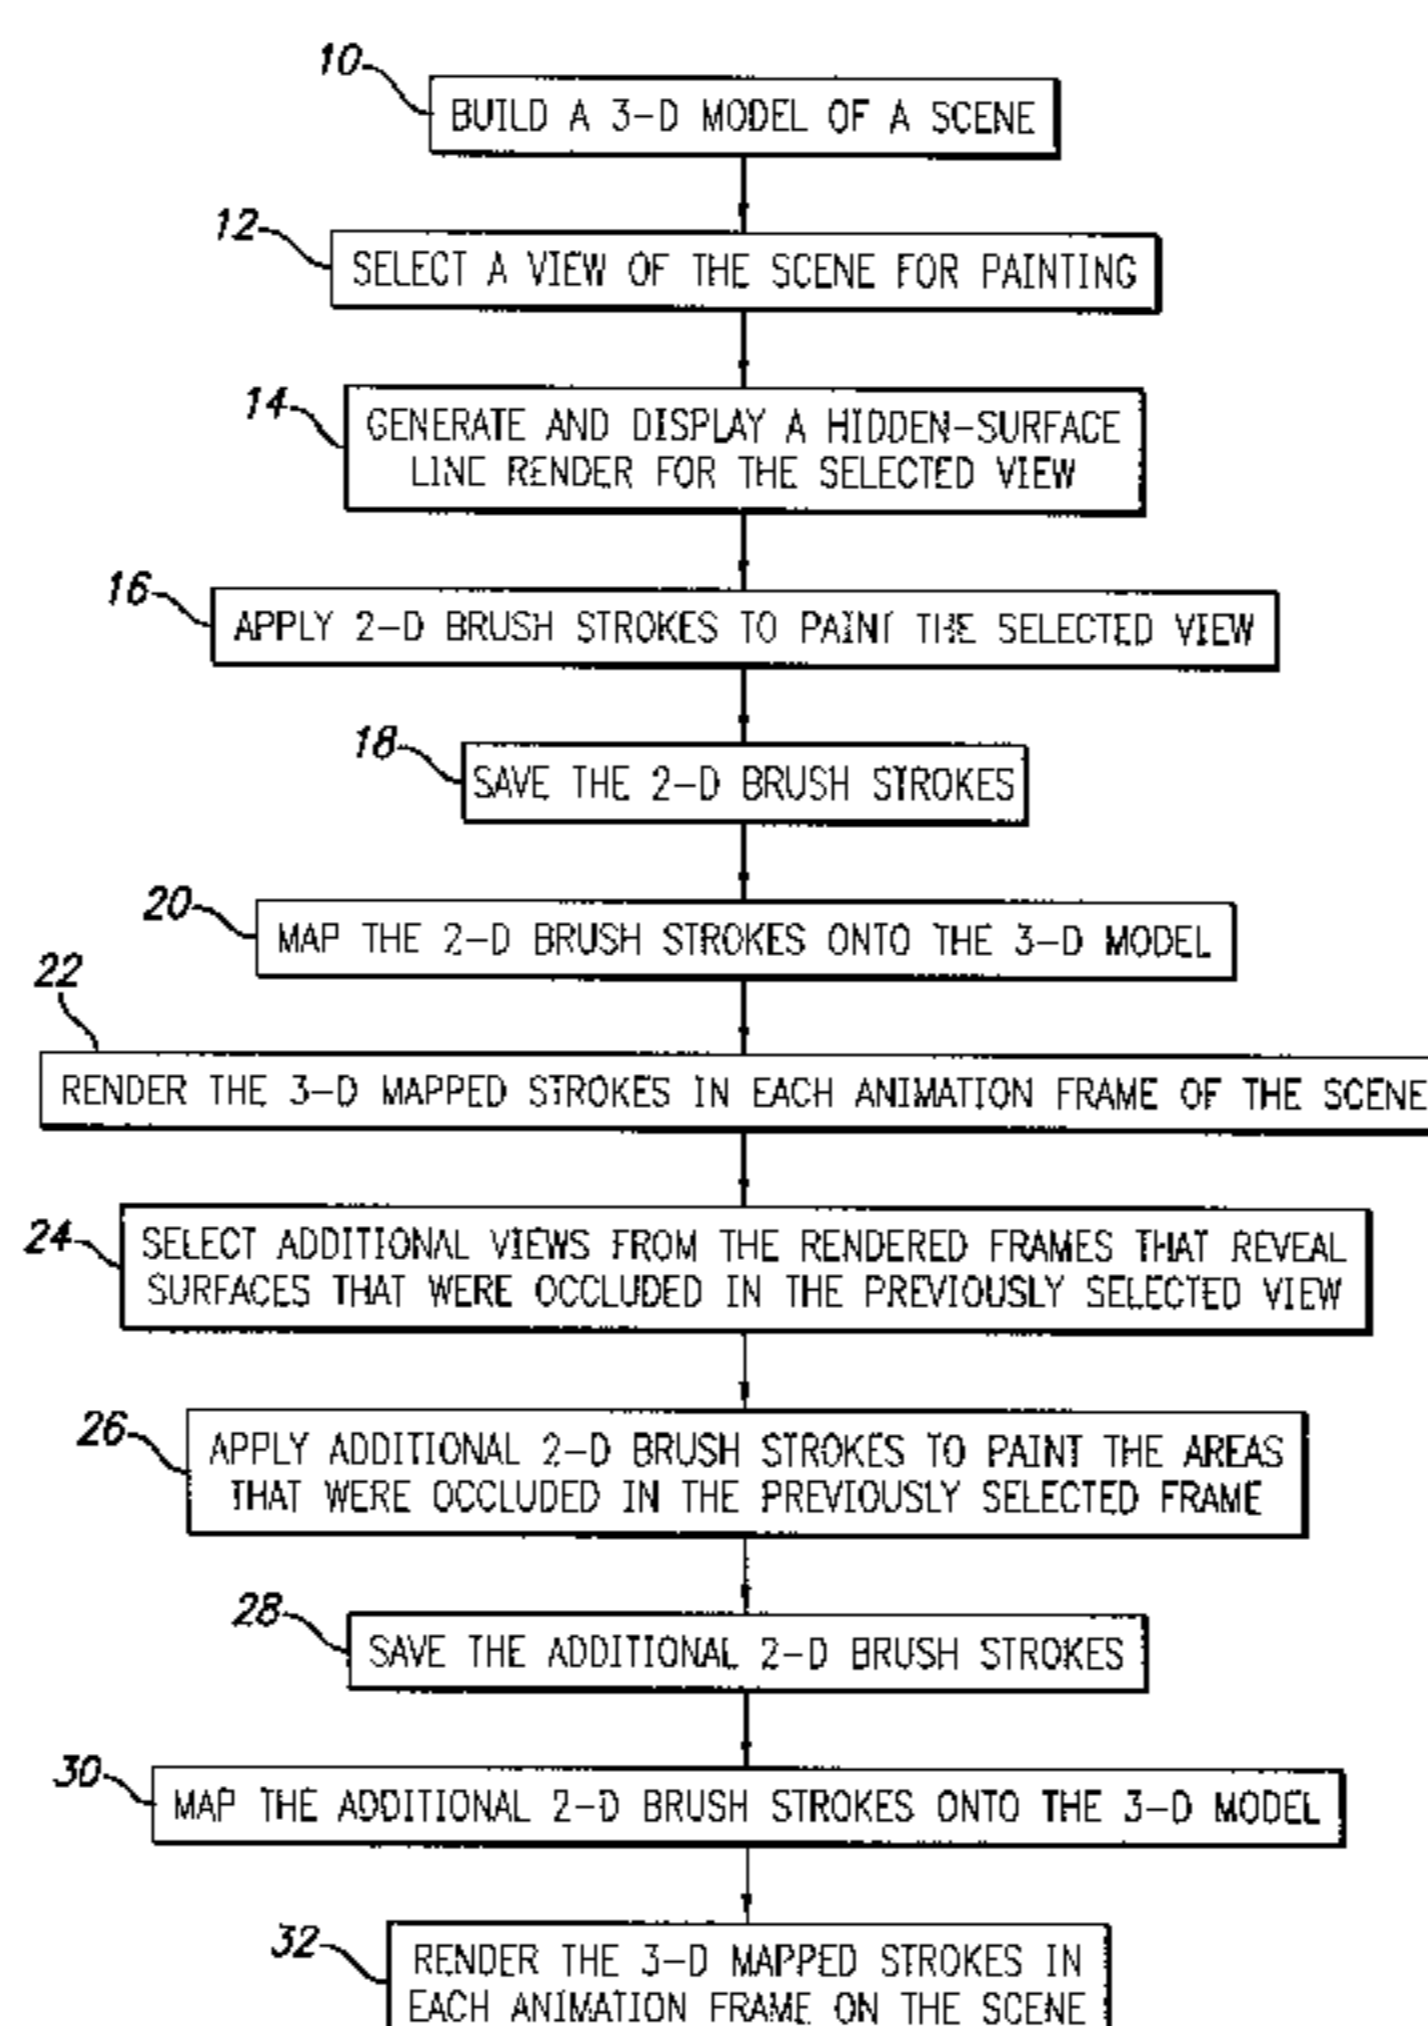 10
BUILD A 3-D MODEL OF A SCENE
12
SELECT A VIEW OF THE SCENE FOR PAINTING
14
GENERATE AND DISPLAY A HIDDEN-SURFACE
LINE RENDER FOR THE SELECTED VIEW
16
APPLY 2-D BRUSH STROKES TO PAINT THE SELECTED VIEW
18
SAVE THE 2-D BRUSH STROKES
20
MAP THE 2-D BRUSH STROKES ONTO THE 3-D MODEL
22
RENDER THE 3-D MAPPED STROKES IN EACH ANIMATION FRAME OF THE SCENE
24
SELECT ADDITIONAL VIEWS FROM THE RENDERED FRAMES THAT REVEAL
SURFACES THAT WERE OCCLUDED IN THE PREVIOUSLY SELECTED VIEW
26
APPLY ADDITIONAL 2-D BRUSH STROKES TO PAINT THE AREAS
THAT WERE OCCLUDED IN THE PREVIOUSLY SELECTED FRAME
28
SAVE THE ADDITIONAL 2-D BRUSH STROKES
30
MAP THE ADDITIONAL 2-D BRUSH STROKES ONTO THE 3-D MODEL
32
RENDER THE 3-D MAPPED STROKES IN
EACH ANIMATION FRAME ON THE SCENE